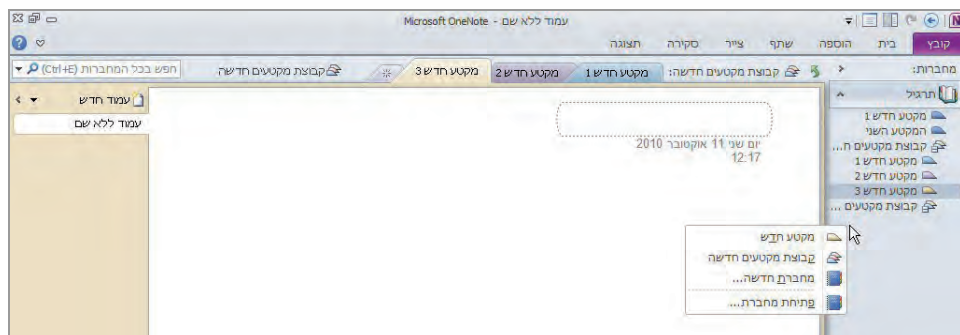 עמוד ללא שם - Microsoft OneNote
קובץ בית הוספה שתף צייר סקירה תצוגה
מחברות:
קבוצת מקטעים חדשה: מקטע חדש 1 מקטע חדש 2 מקטע חדש 3 קבוצת מקטעים חדשה חפש בכל המחברות (Ctrl+E)
תרגיל
מקטע חדש 1
המקטע השני
קבוצת מקטעים ח...
מקטע חדש 1
מקטע חדש 2
מקטע חדש 3
קבוצת מקטעים ...
יום שני 11 אוקטובר 2010
12:17
עמוד חדש
עמוד ללא שם
מקטע חדש
קבוצת מקטעים חדשה
מחברת חדשה...
פתיחת מחברת...